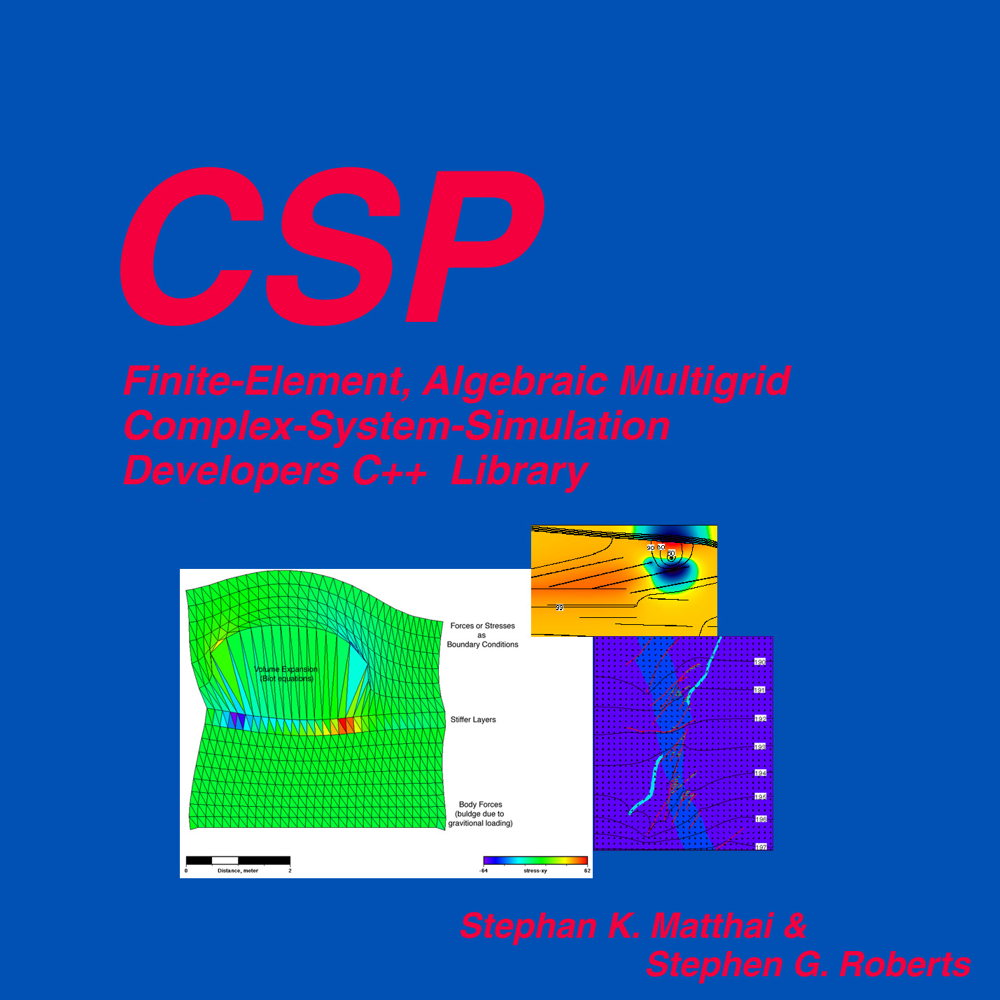 CSP
Finite-Element, Algebraic Multigrid
Complex-System-Simulation
Developers C++ Library
90 80
60
99
Forces or Stresses
as
Boundary Conditions
Volume Expansion
(Biot equations)
Stiffer Layers
Body Forces
(buldge due to
gravitional loading)
0 Distance, meter 2
-64 stress-xy 62
190
191
192
193
194
195
196
197
Stephan K. Matthai &
Stephen G. Roberts